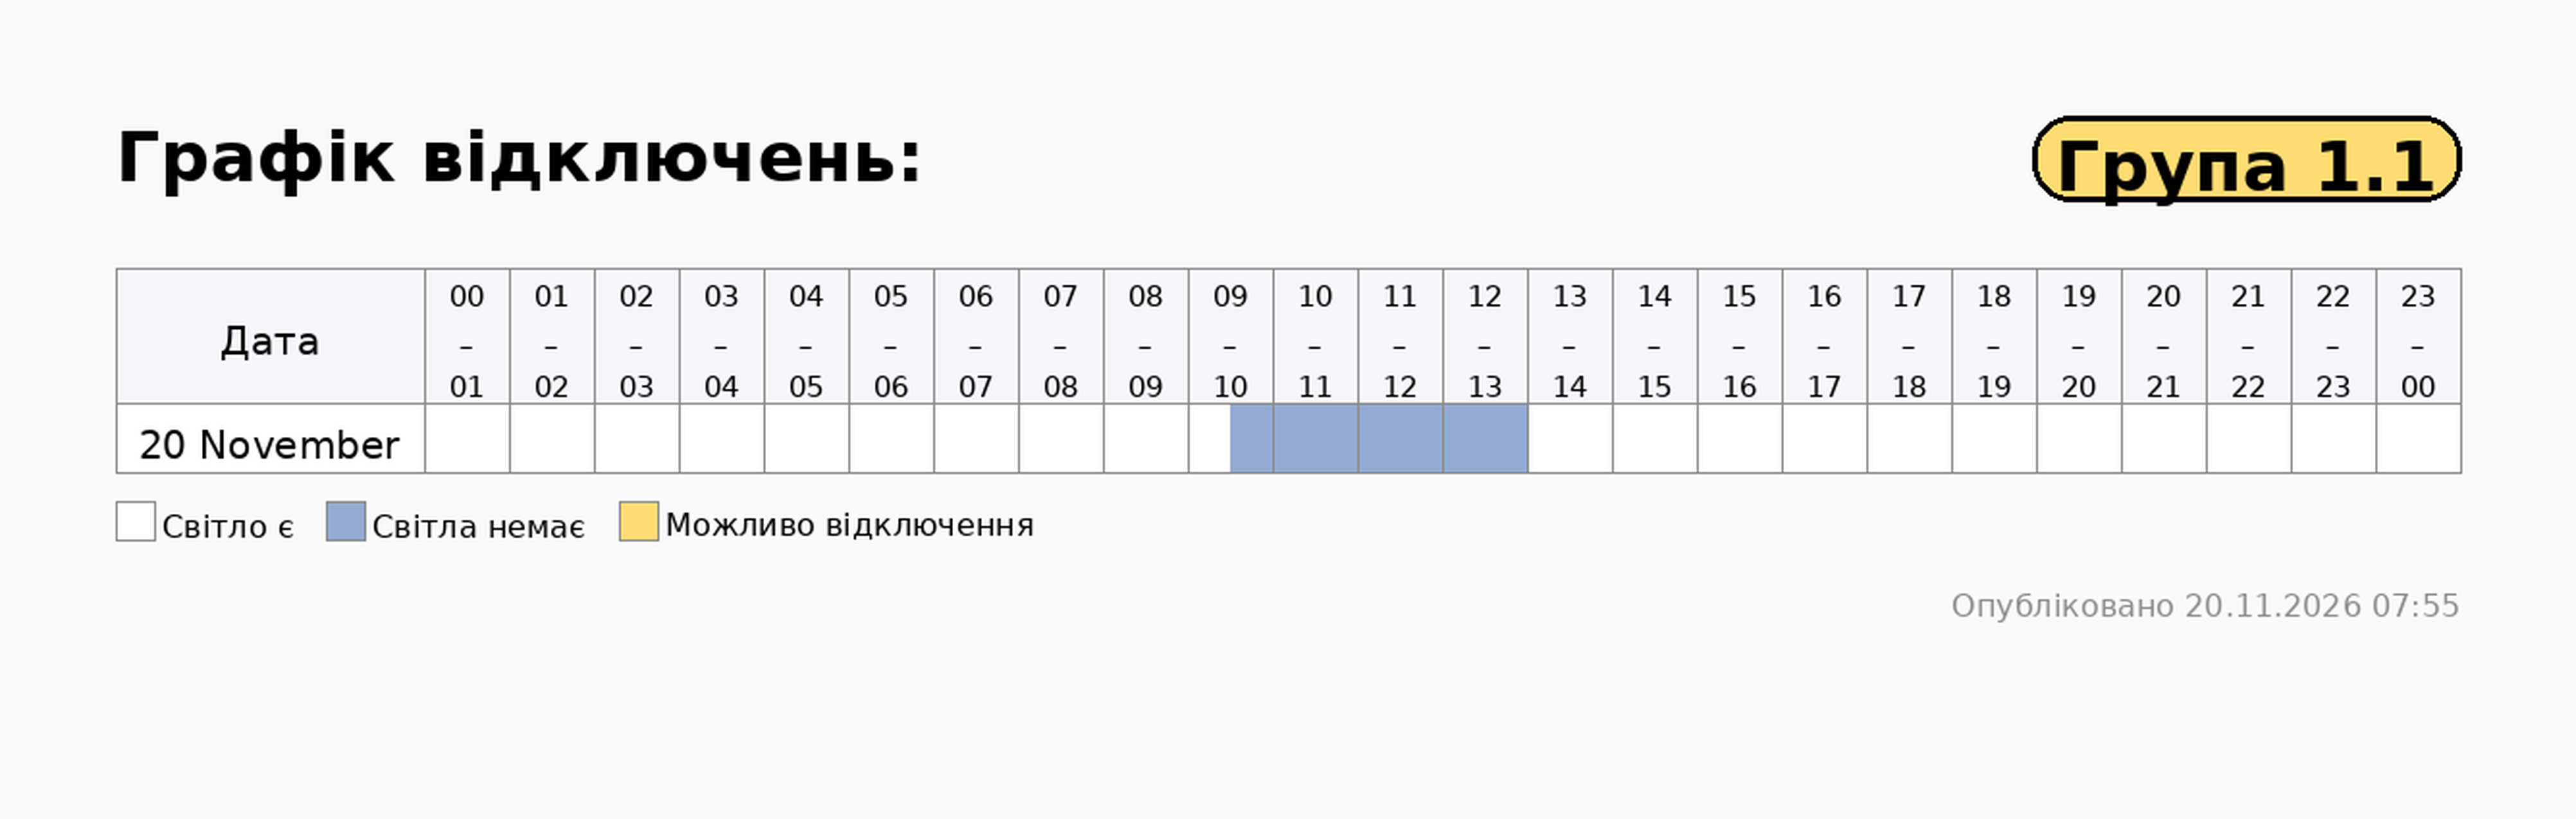 Графік відключень:
Група 1.1
Дата
00 – 01
01 – 02
02 – 03
03 – 04
04 – 05
05 – 06
06 – 07
07 – 08
08 – 09
09 – 10
10 – 11
11 – 12
12 – 13
13 – 14
14 – 15
15 – 16
16 – 17
17 – 18
18 – 19
19 – 20
20 – 21
21 – 22
22 – 23
23 – 00
20 November
Світло є
Світла немає
Можливо відключення
Опубліковано 20.11.2026 07:55